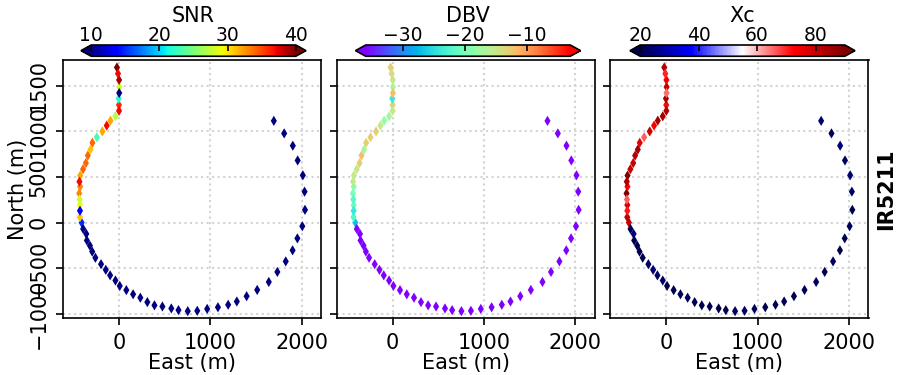 SNR DBV Xc
10 20 30 40 −30 −20 −10 20 40 60 80
North (m)
1500
1000
500
0
−500
−1000
0 1000 2000 0 1000 2000 0 1000 2000
East (m) East (m) East (m)
IR5211